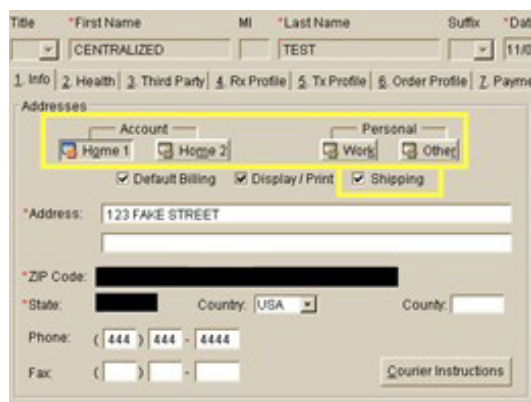 Title *First Name MI *Last Name Suffix *Dat
CENTRALIZED TEST 11/0
1. Info 2. Health 3. Third Party 4. Rx Profile 5. Tx Profile 6. Order Profile 7. Payme
Addresses
Account Personal
Home 1 Home 2 Work Other
Default Billing Display / Print Shipping
*Address: 123 FAKE STREET
*ZIP Code:
*State: Country: USA County:
Phone: ( 444 ) 444 - 4444
Fax: ( ) -
Courier Instructions